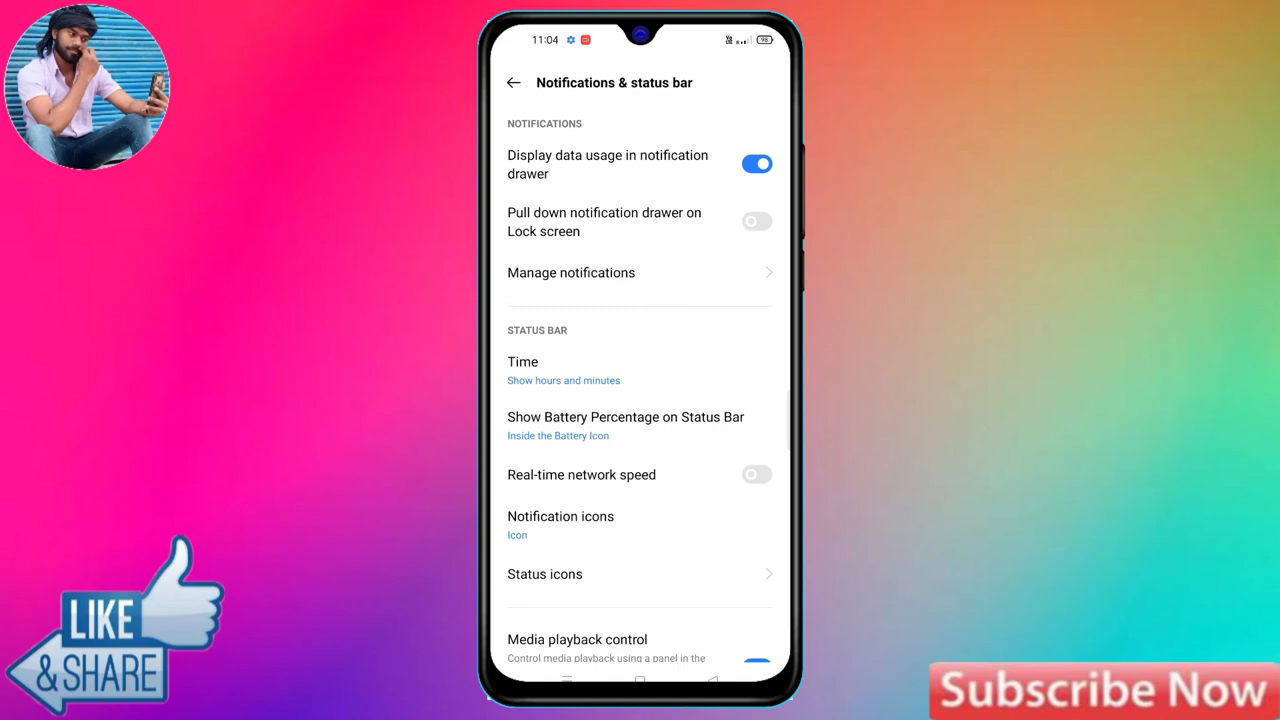 11:04
98
Notifications & status bar
NOTIFICATIONS
Display data usage in notification
drawer
Pull down notification drawer on
Lock screen
Manage notifications
STATUS BAR
Time
Show hours and minutes
Show Battery Percentage on Status Bar
Inside the Battery Icon
Real-time network speed
Notification icons
Icon
Status icons
Media playback control
Control media playback using a panel in the
LIKE
& SHARE
Subscribe Now